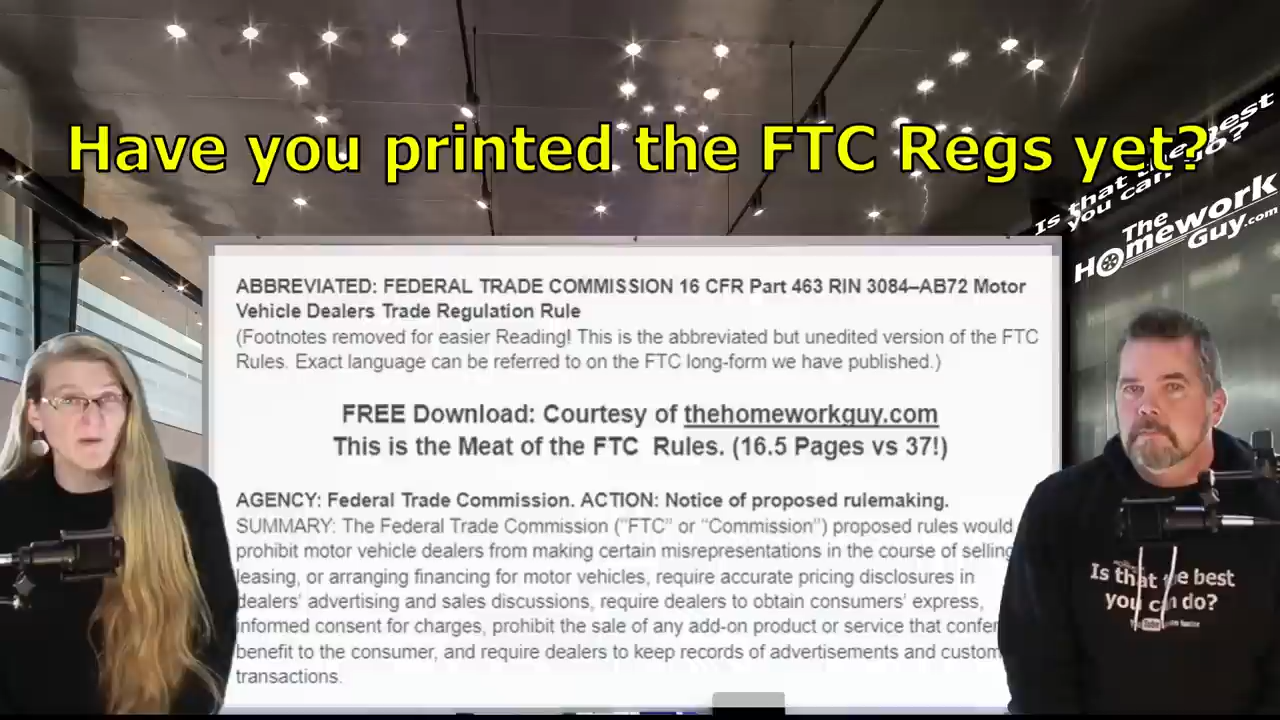 Have you printed the FTC Regs yet?
Is that the best
you can do?
The
Homework
Guy.com
ABBREVIATED: FEDERAL TRADE COMMISSION 16 CFR Part 463 RIN 3084–AB72 Motor
Vehicle Dealers Trade Regulation Rule
(Footnotes removed for easier Reading! This is the abbreviated but unedited version of the FTC
Rules. Exact language can be referred to on the FTC long-form we have published.)
FREE Download: Courtesy of thehomeworkguy.com
This is the Meat of the FTC Rules. (16.5 Pages vs 37!)
AGENCY: Federal Trade Commission. ACTION: Notice of proposed rulemaking.
SUMMARY: The Federal Trade Commission (“FTC” or “Commission”) proposed rules would
prohibit motor vehicle dealers from making certain misrepresentations in the course of selling
leasing, or arranging financing for motor vehicles, require accurate pricing disclosures in
dealers’ advertising and sales discussions, require dealers to obtain consumers’ express,
informed consent for charges, prohibit the sale of any add-on product or service that confer
benefit to the consumer, and require dealers to keep records of advertisements and custom
transactions.
Is that the best
you can do?